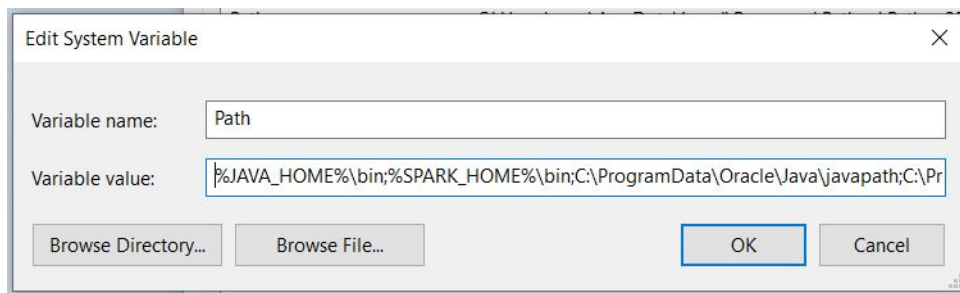 Edit System Variable
Variable name:
Path
Variable value:
%JAVA_HOME%\bin;%SPARK_HOME%\bin;C:\ProgramData\Oracle\Java\javapath;C:\Pr
Browse Directory...
Browse File...
OK
Cancel